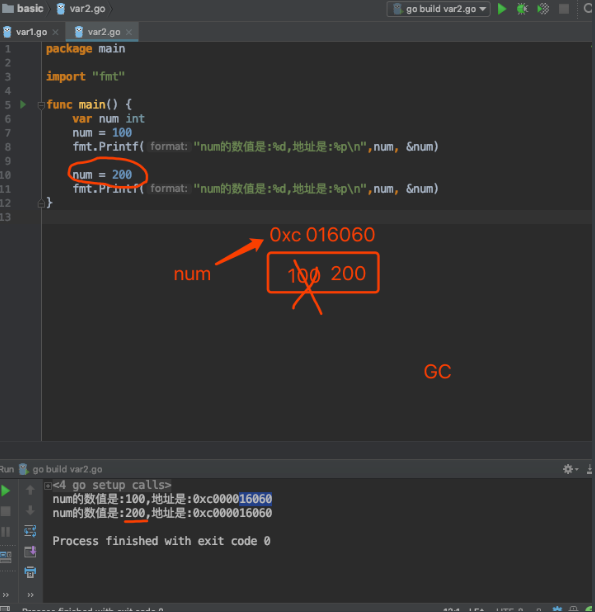 basic var2.go go build var2.go
var1.go var2.go
1 package main
2
3 import "fmt"
4
5 func main() {
6 var num int
7 num = 100
8 fmt.Printf( format: "num的数值是:%d,地址是:%p\n",num, &num)
9
10 num = 200
11 fmt.Printf( format: "num的数值是:%d,地址是:%p\n",num, &num)
12 }
13
0xc 016060
num 100 200
GC
Run go build var2.go
<4 go setup calls>
num的数值是:100,地址是:0xc000016060
num的数值是:200,地址是:0xc000016060
Process finished with exit code 0